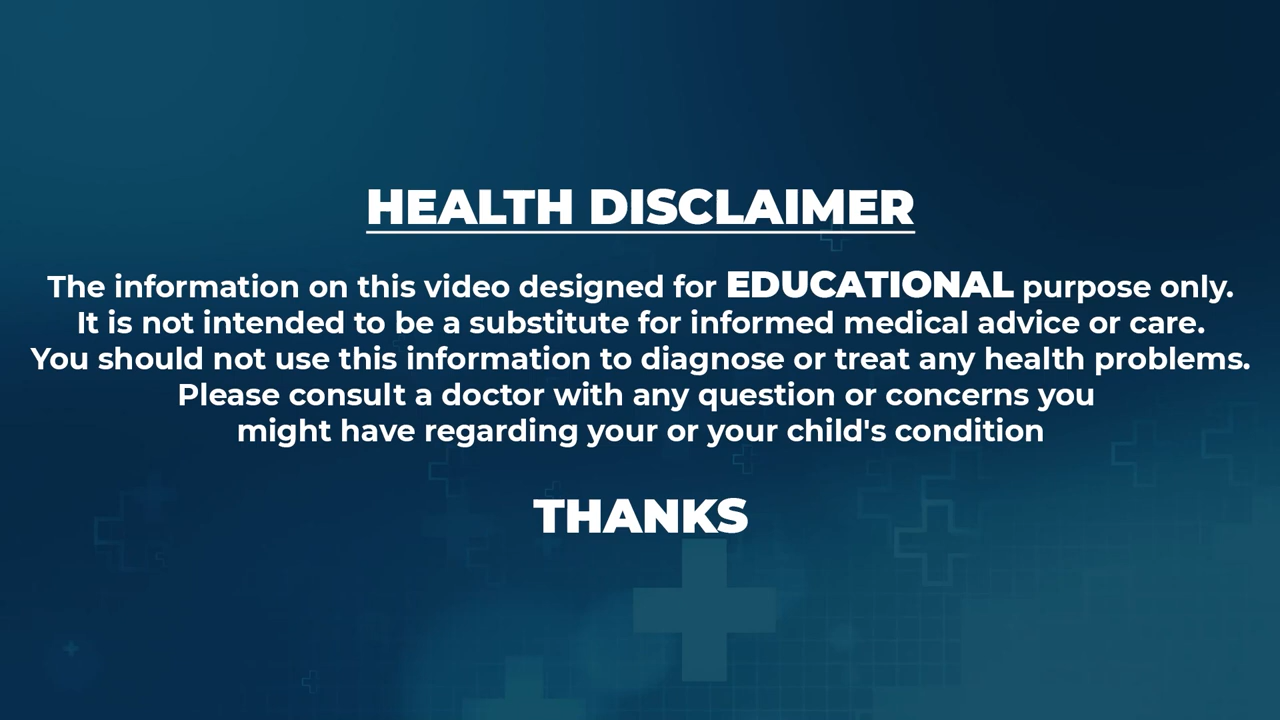 HEALTH DISCLAIMER
The information on this video designed for EDUCATIONAL purpose only.
It is not intended to be a substitute for informed medical advice or care.
You should not use this information to diagnose or treat any health problems.
Please consult a doctor with any question or concerns you
might have regarding your or your child's condition
THANKS